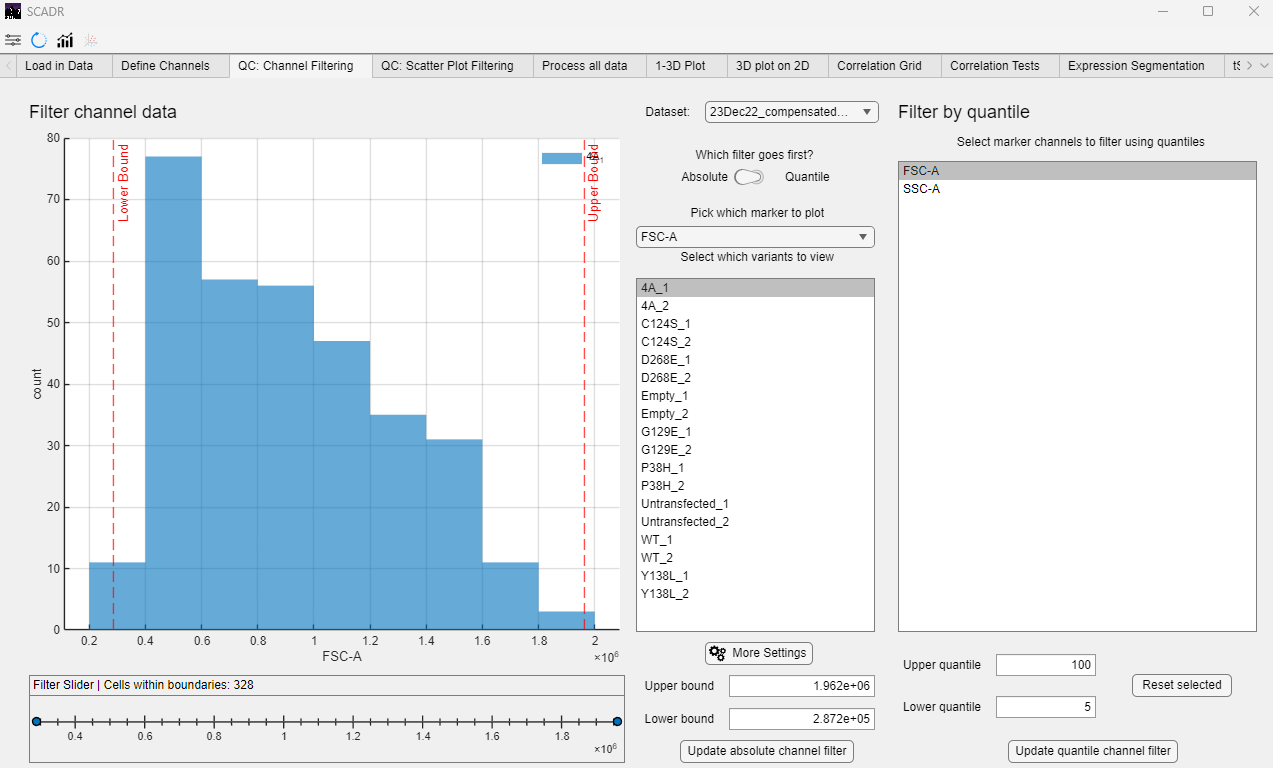 SCADR
Load in Data
Define Channels
QC: Channel Filtering
QC: Scatter Plot Filtering
Process all data
1-3D Plot
3D plot on 2D
Correlation Grid
Correlation Tests
Expression Segmentation
Filter channel data
80
70
60
50
40
30
20
10
0
count
Lower Bound
Upper Bound
0.2 0.4 0.6 0.8 1 1.2 1.4 1.6 1.8 2
FSC-A
×10⁶
Filter Slider | Cells within boundaries: 328
0.4 0.6 0.8 1 1.2 1.4 1.6 1.8
×10⁶
Dataset: 23Dec22_compensated...
Which filter goes first?
Absolute Quantile
Pick which marker to plot
FSC-A
Select which variants to view
4A_1
4A_2
C124S_1
C124S_2
D268E_1
D268E_2
Empty_1
Empty_2
G129E_1
G129E_2
P38H_1
P38H_2
Untransfected_1
Untransfected_2
WT_1
WT_2
Y138L_1
Y138L_2
More Settings
Upper bound 1.962e+06
Lower bound 2.872e+05
Update absolute channel filter
Filter by quantile
Select marker channels to filter using quantiles
FSC-A
SSC-A
Upper quantile 100
Lower quantile 5
Reset selected
Update quantile channel filter